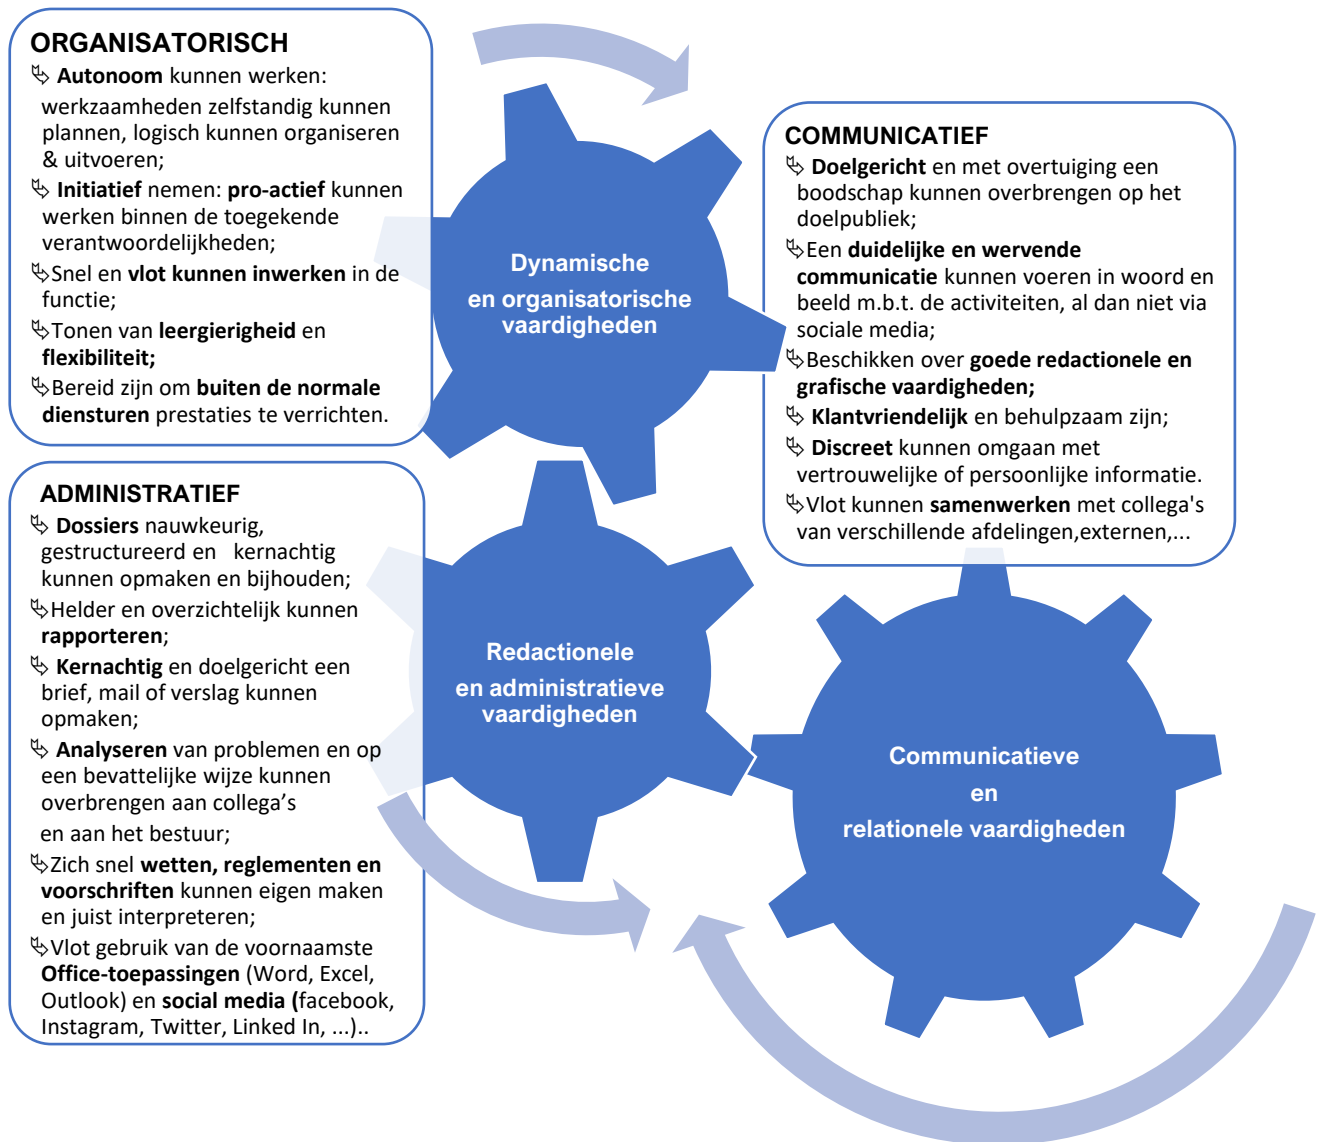 ORGANISATORISCH
Autonoom kunnen werken:
werkzaamheden zelfstandig kunnen
plannen, logisch kunnen organiseren
& uitvoeren;
Initiatief nemen: pro-actief kunnen
werken binnen de toegekende
verantwoordelijkheden;
Snel en vlot kunnen inwerken in de
functie;
Tonen van leergierigheid en
flexibiliteit;
Bereid zijn om buiten de normale
diensturen prestaties te verrichten.
Dynamische
en organisatorische
vaardigheden
COMMUNICATIEF
Doelgericht en met overtuiging een
boodschap kunnen overbrengen op het
doelpubliek;
Een duidelijke en wervende
communicatie kunnen voeren in woord en
beeld m.b.t. de activiteiten, al dan niet via
sociale media;
Beschikken over goede redactionele en
grafische vaardigheden;
Klantvriendelijk en behulpzaam zijn;
Discreet kunnen omgaan met
vertrouwelijke of persoonlijke informatie.
Vlot kunnen samenwerken met collega's
van verschillende afdelingen,externen,...
ADMINISTRATIEF
Dossiers nauwkeurig,
gestructureerd en kernachtig
kunnen opmaken en bijhouden;
Helder en overzichtelijk kunnen
rapporteren;
Kernachtig en doelgericht een
brief, mail of verslag kunnen
opmaken;
Analyseren van problemen en op
een bevattelijke wijze kunnen
overbrengen aan collega’s
en aan het bestuur;
Zich snel wetten, reglementen en
voorschriften kunnen eigen maken
en juist interpreteren;
Vlot gebruik van de voornaamste
Office-toepassingen (Word, Excel,
Outlook) en social media (facebook,
Instagram, Twitter, Linked In, ...)..
Redactionele
en administratieve
vaardigheden
Communicatieve
en
relationele vaardigheden